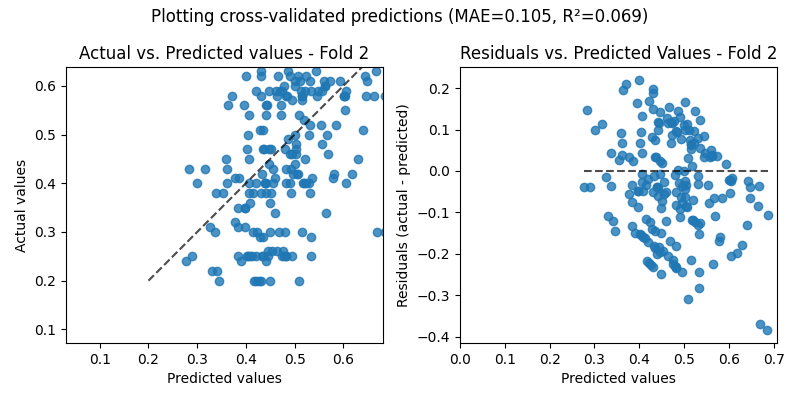 Plotting cross-validated predictions (MAE=0.105, R²=0.069)
Actual vs. Predicted values - Fold 2
Residuals vs. Predicted Values - Fold 2
Actual values
0.6
0.5
0.4
0.3
0.2
0.1
0.1 0.2 0.3 0.4 0.5 0.6
Predicted values
Residuals (actual - predicted)
0.2
0.1
0.0
−0.1
−0.2
−0.3
−0.4
0.0 0.1 0.2 0.3 0.4 0.5 0.6 0.7
Predicted values